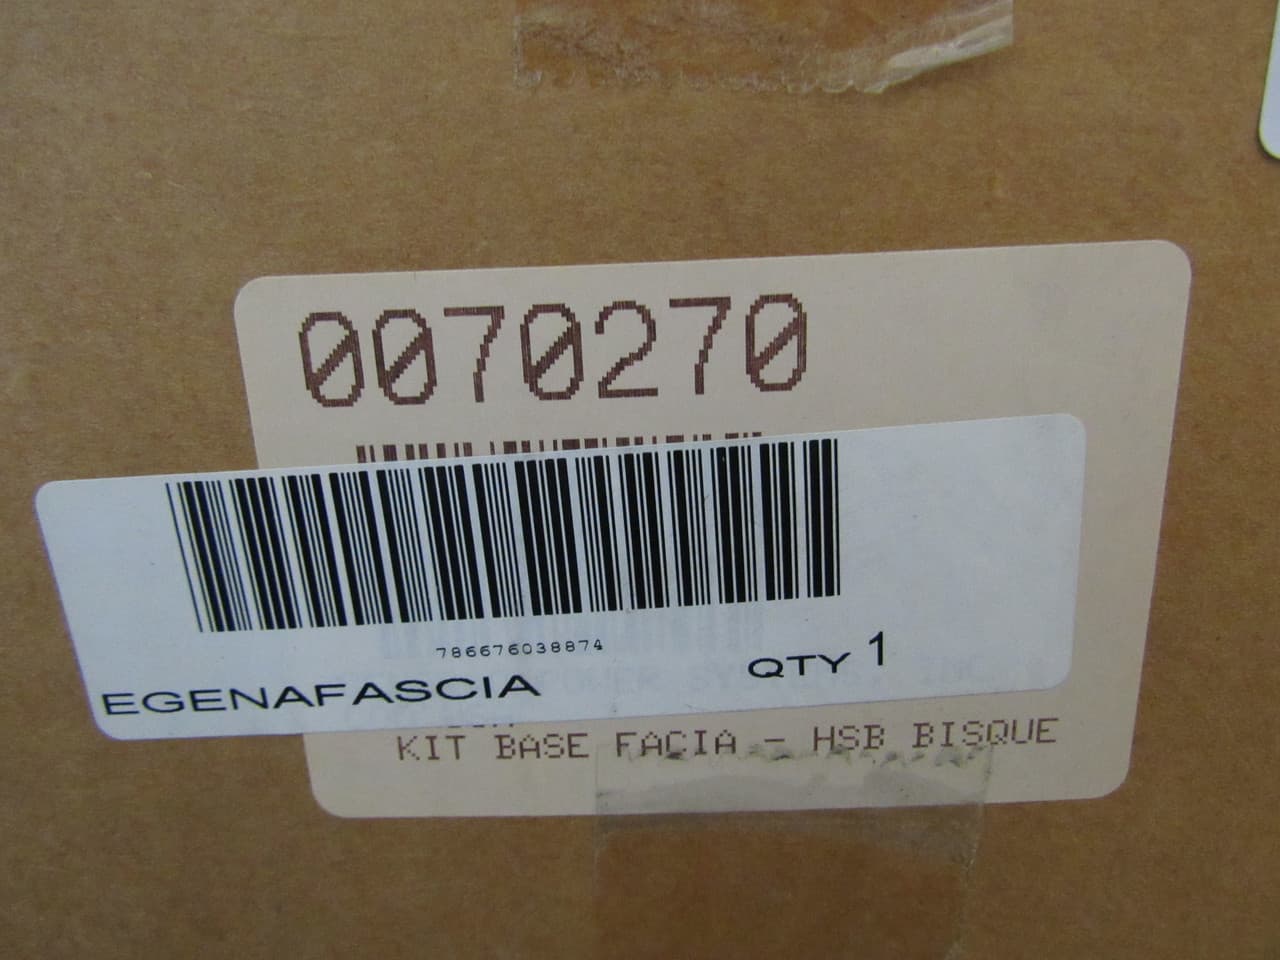 0070270
786676038874
QTY 1
EGENAFASCIA
KIT BASE FACIA - HSB BISQUE